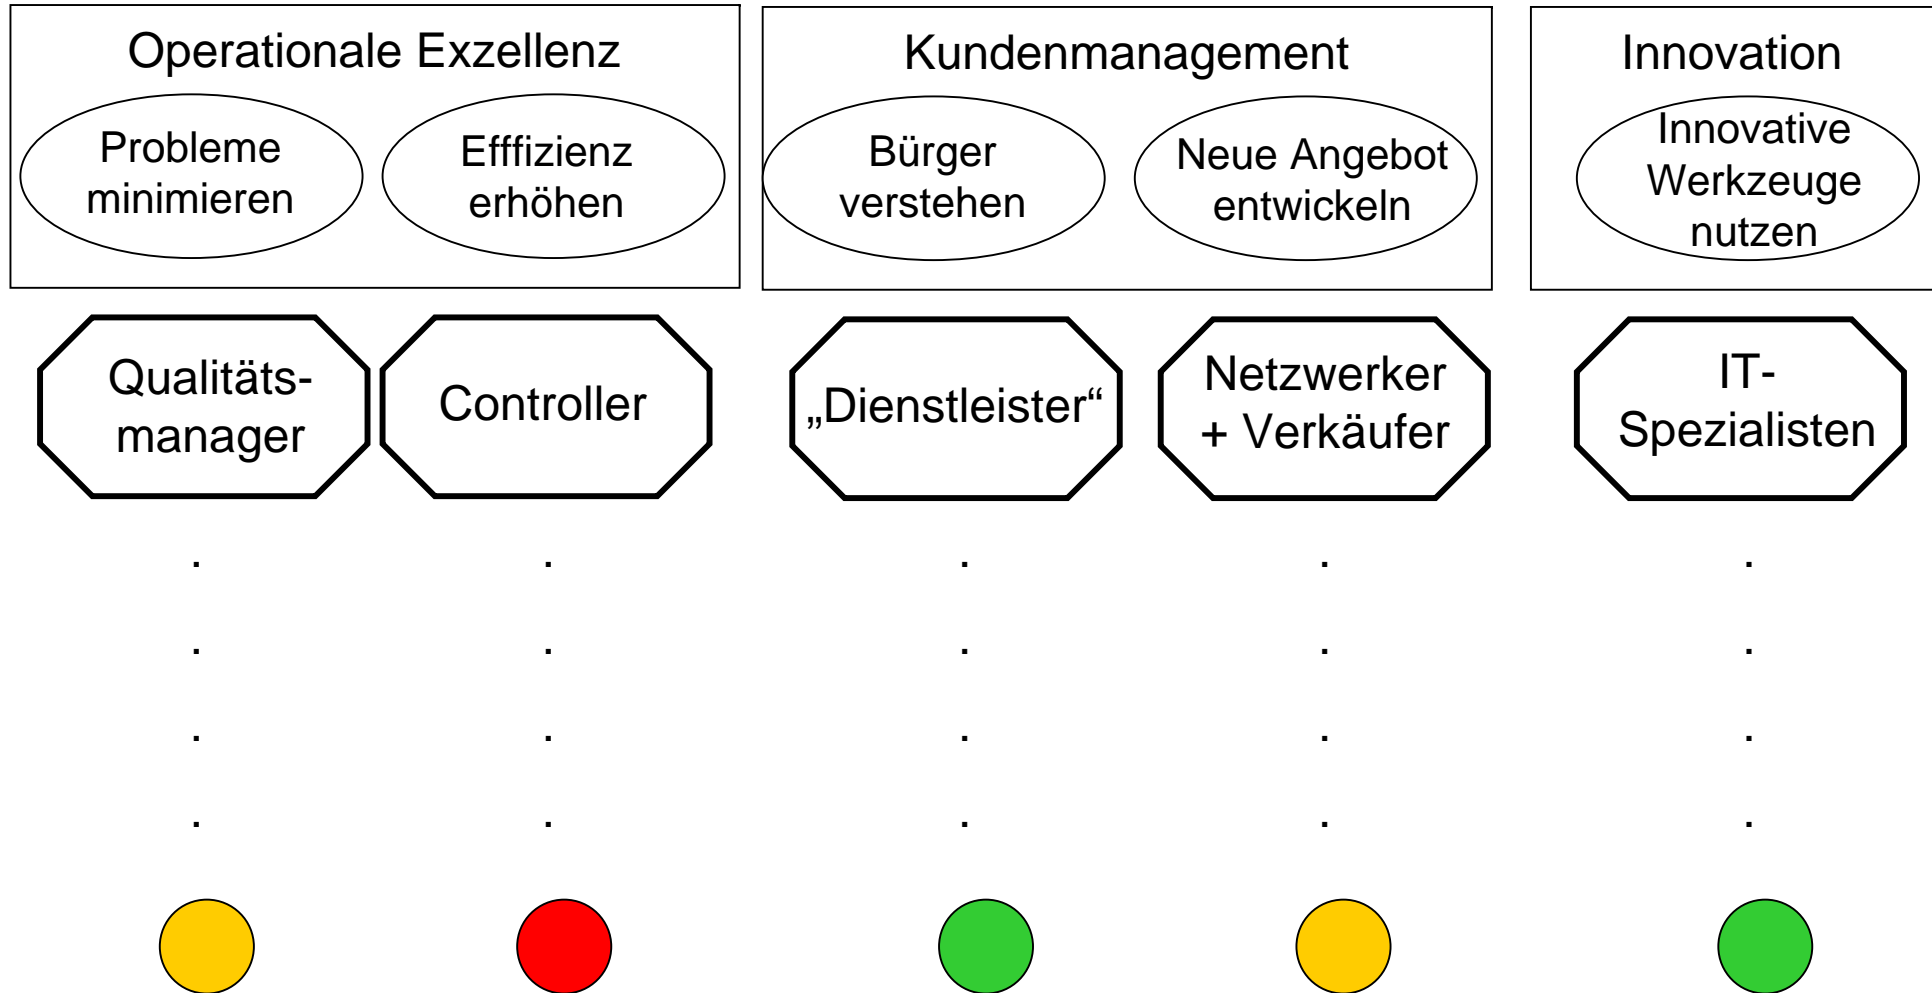 Operationale Exzellenz
Probleme
minimieren
Efffizienz
erhöhen
Kundenmanagement
Bürger
verstehen
Neue Angebot
entwickeln
Innovation
Innovative
Werkzeuge
nutzen
Qualitäts-
manager
Controller
„Dienstleister“
Netzwerker
+ Verkäufer
IT-
Spezialisten
. . . . .
. . . . .
. . . . .
. . . . .